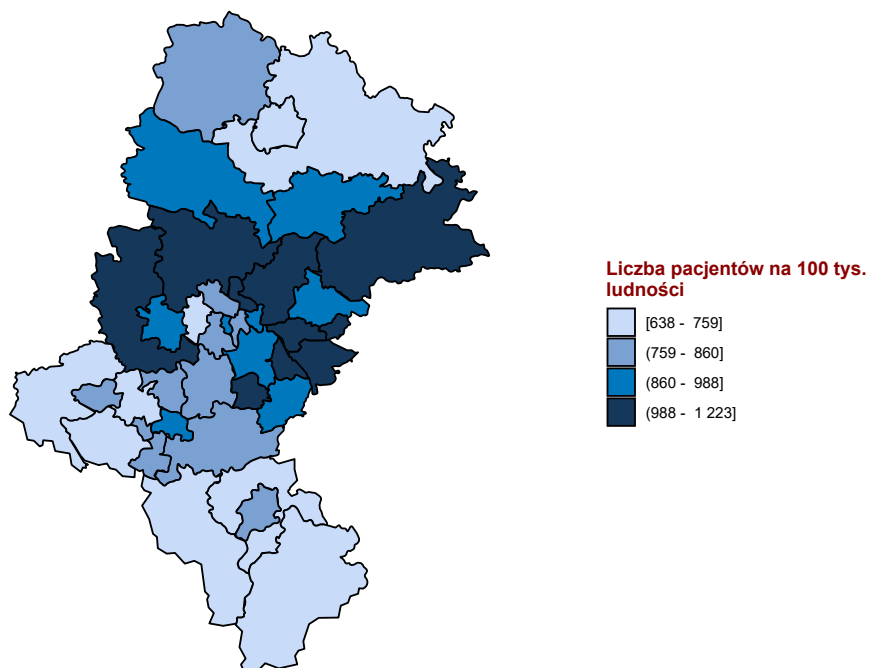 Liczba pacjentów na 100 tys.
ludności
[638 - 759]
(759 - 860]
(860 - 988]
(988 - 1 223]